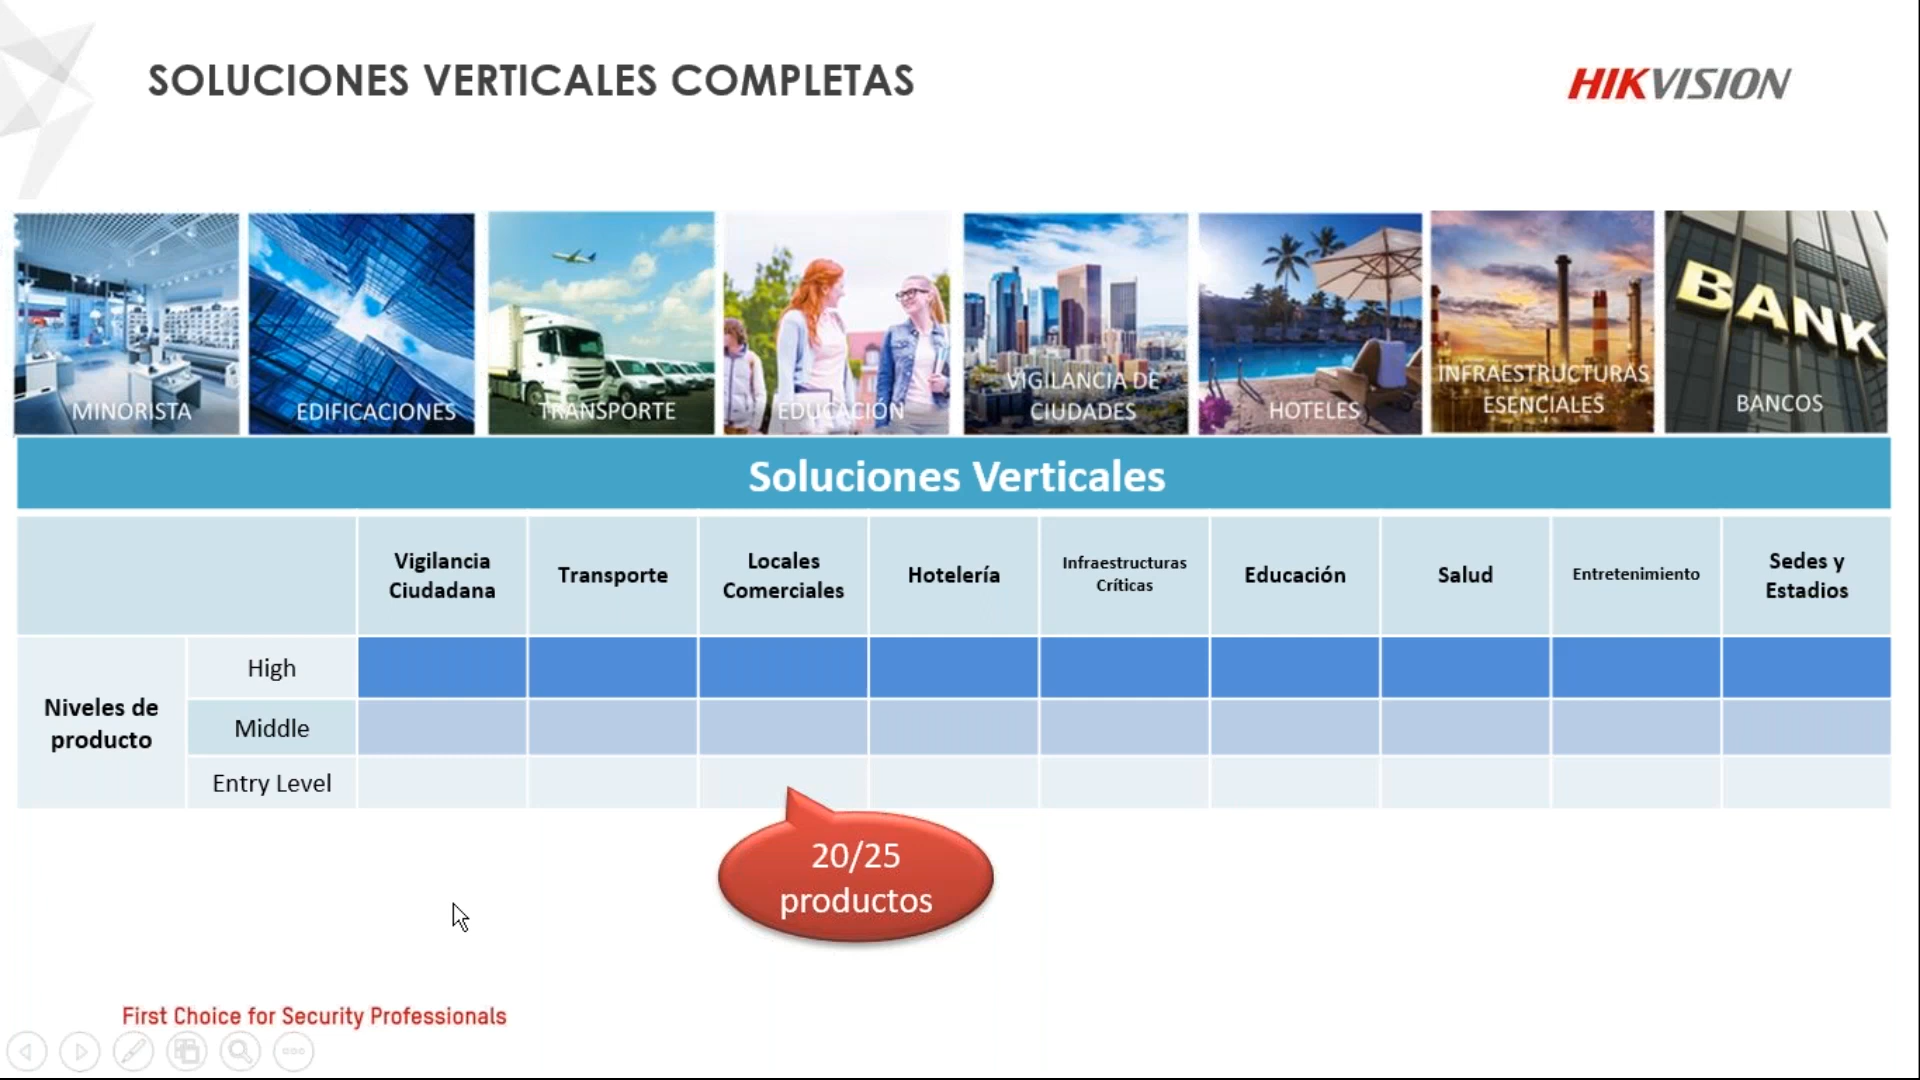 SOLUCIONES VERTICALES COMPLETAS
HIKVISION
MINORISTA
EDIFICACIONES
TRANSPORTE
EDUCACIÓN
VIGILANCIA DE
CIUDADES
HOTELES
INFRAESTRUCTURAS
ESENCIALES
BANK
BANCOS
Soluciones Verticales
Vigilancia
Ciudadana
Transporte
Locales
Comerciales
Hotelería
Infraestructuras
Críticas
Educación
Salud
Entretenimiento
Sedes y
Estadios
Niveles de
producto
High
Middle
Entry Level
20/25
productos
First Choice for Security Professionals